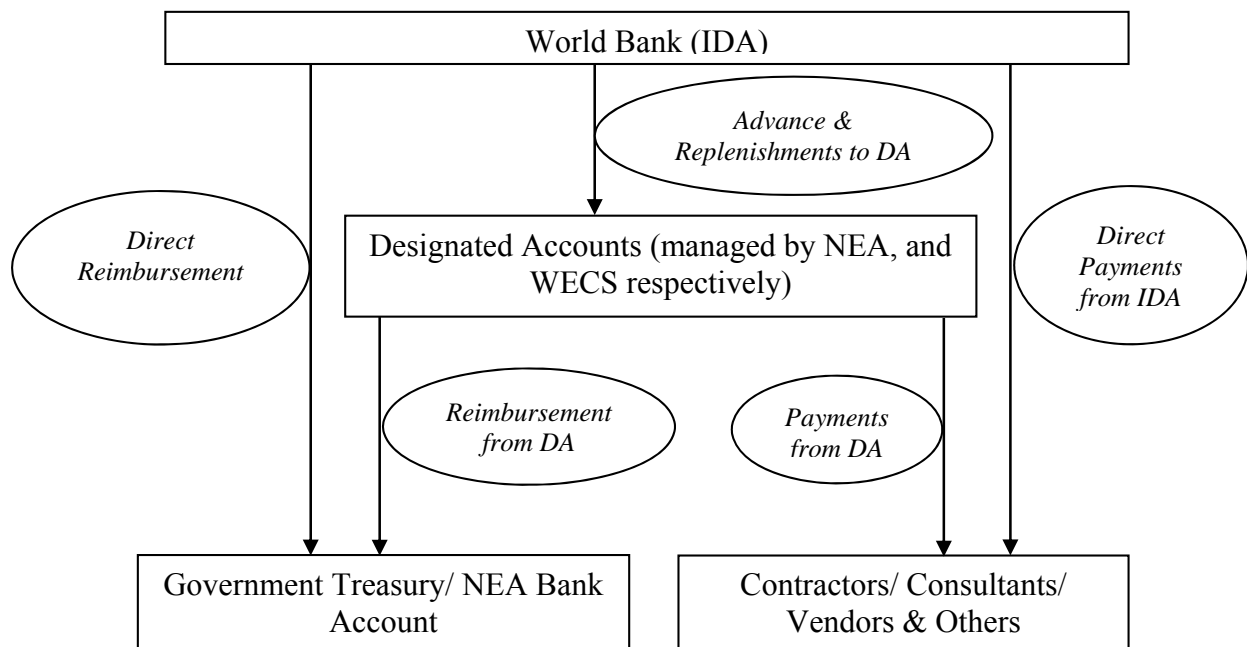 World Bank (IDA)
Advance &
Replenishments to DA
Direct
Reimbursement
Designated Accounts (managed by NEA, and
WECS respectively)
Direct
Payments
from IDA
Reimbursement
from DA
Payments
from DA
Government Treasury/ NEA Bank
Account
Contractors/ Consultants/
Vendors & Others